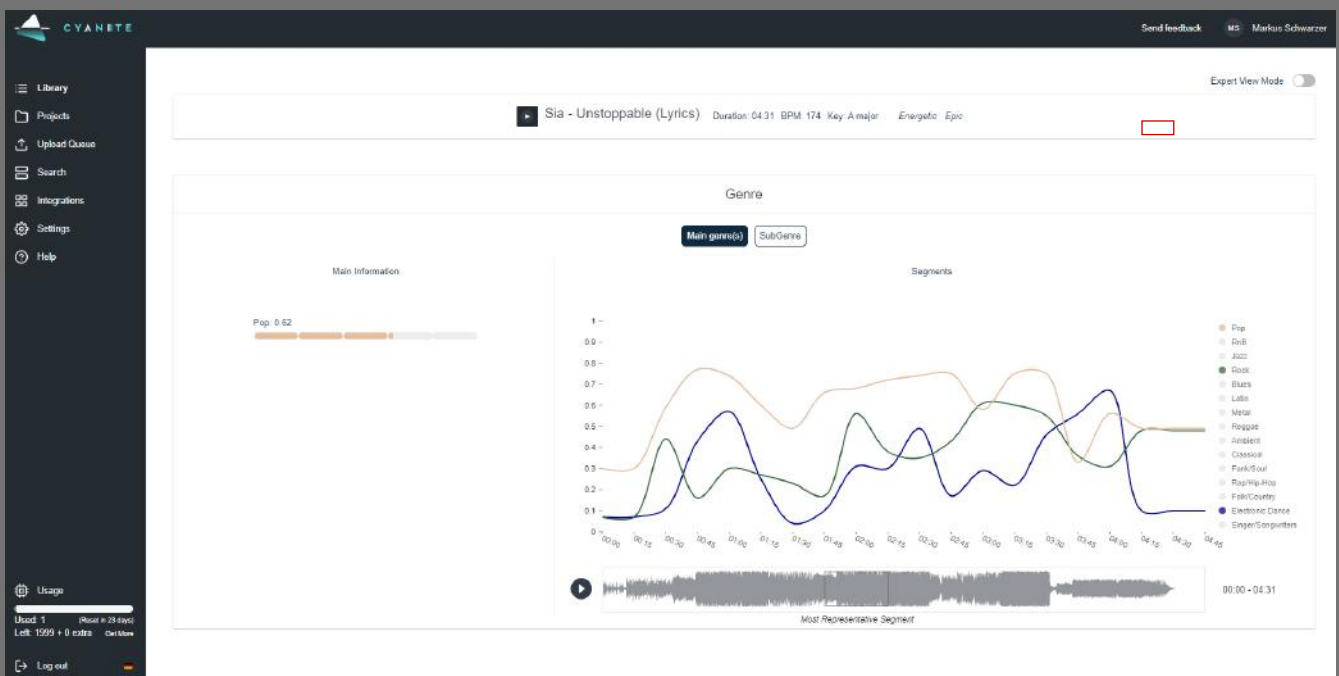 CYANITE
Send feedback MS Markus Schwarzer
Library
Projects
Upload Queue
Search
Integrations
Settings
Help
Expert View Mode
Sia - Unstoppable (Lyrics) Duration: 04:31 BPM: 174 Key: A major Energetic Epic
Genre
Main genre(s) SubGenre
Main Information
Segments
Pop: 0.62
1
0.9
0.8
0.7
0.6
0.5
0.4
0.3
0.2
0.1
0
00:00 00:15 00:30 00:45 01:00 01:15 01:30 01:45 02:00 02:15 02:30 02:45 03:00 03:15 03:30 03:45 04:00 04:15 04:30 04:45
Pop
RnB
Jazz
Rock
Blues
Latin
Metal
Reggae
Ambient
Classical
Funk/Soul
Rap/Hip-Hop
Folk/Country
Electronic Dance
Singer/Songwriters
00:00 - 04:31
Most Representative Segment
Usage
Used: 1 (Reset in 23 days)
Left: 1999 + 0 extra Get More
Log out